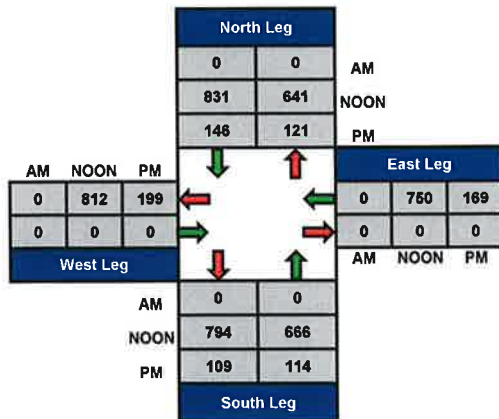 North Leg
0 0
AM
831 641
NOON
146 121
PM
AM NOON PM
East Leg
0 812 199
0 750 169
0 0 0
0 0 0
West Leg
AM NOON PM
AM
0 0
NOON
794 666
PM
109 114
South Leg